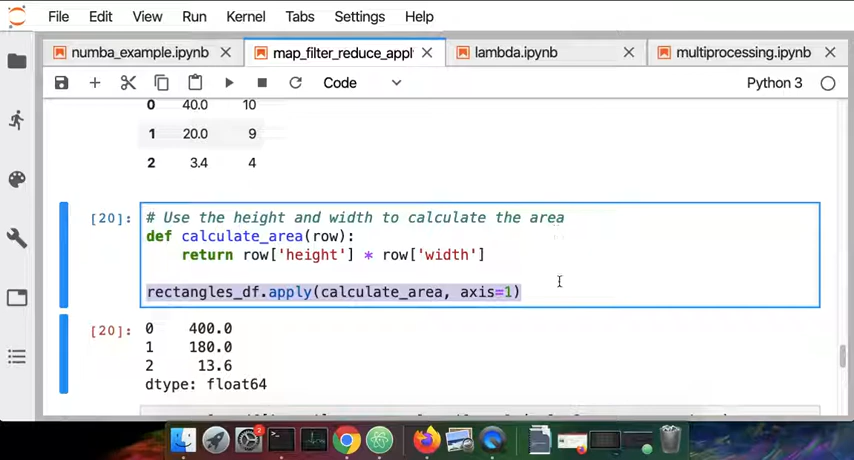 File Edit View Run Kernel Tabs Settings Help
numba_example.ipynb map_filter_reduce_appl lambda.ipynb multiprocessing.ipynb
Code Python 3
0 40.0 10
1 20.0 9
2 3.4 4
[20]: # Use the height and width to calculate the area
def calculate_area(row):
return row['height'] * row['width']
rectangles_df.apply(calculate_area, axis=1)
[20]: 0 400.0
1 180.0
2 13.6
dtype: float64